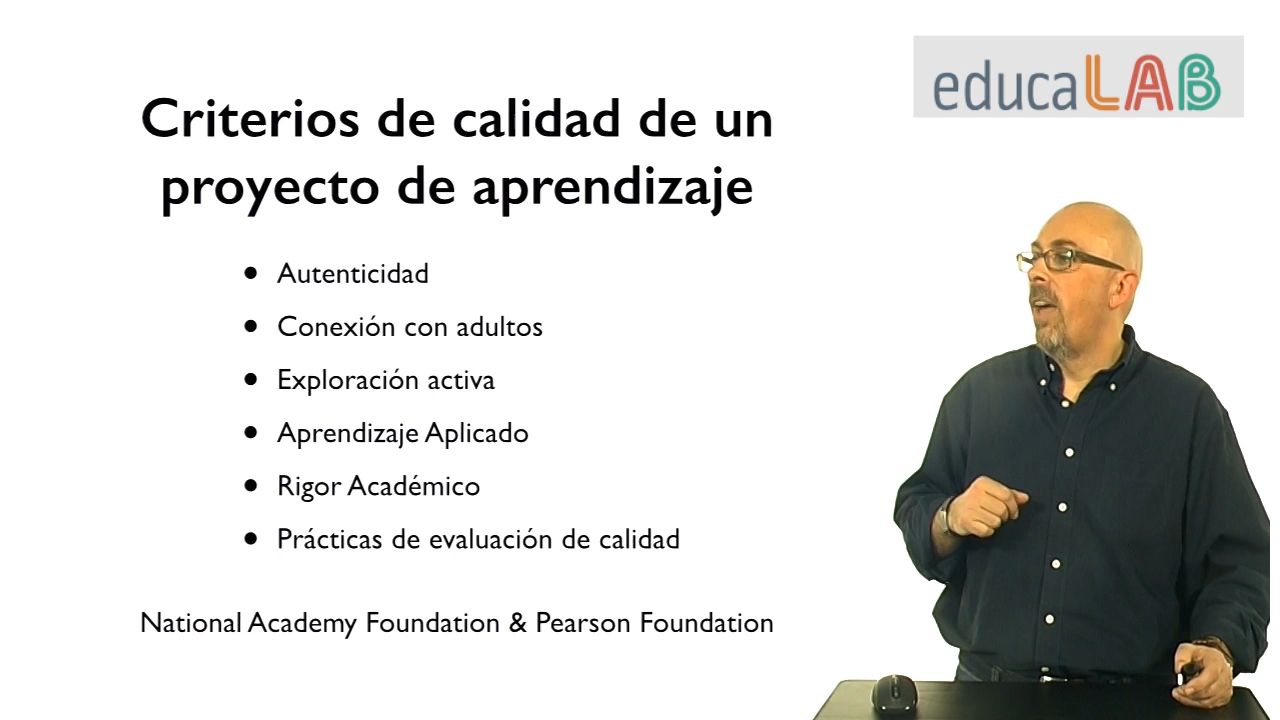 educaLAB
Criterios de calidad de un
proyecto de aprendizaje
• Autenticidad
• Conexión con adultos
• Exploración activa
• Aprendizaje Aplicado
• Rigor Académico
• Prácticas de evaluación de calidad
National Academy Foundation & Pearson Foundation